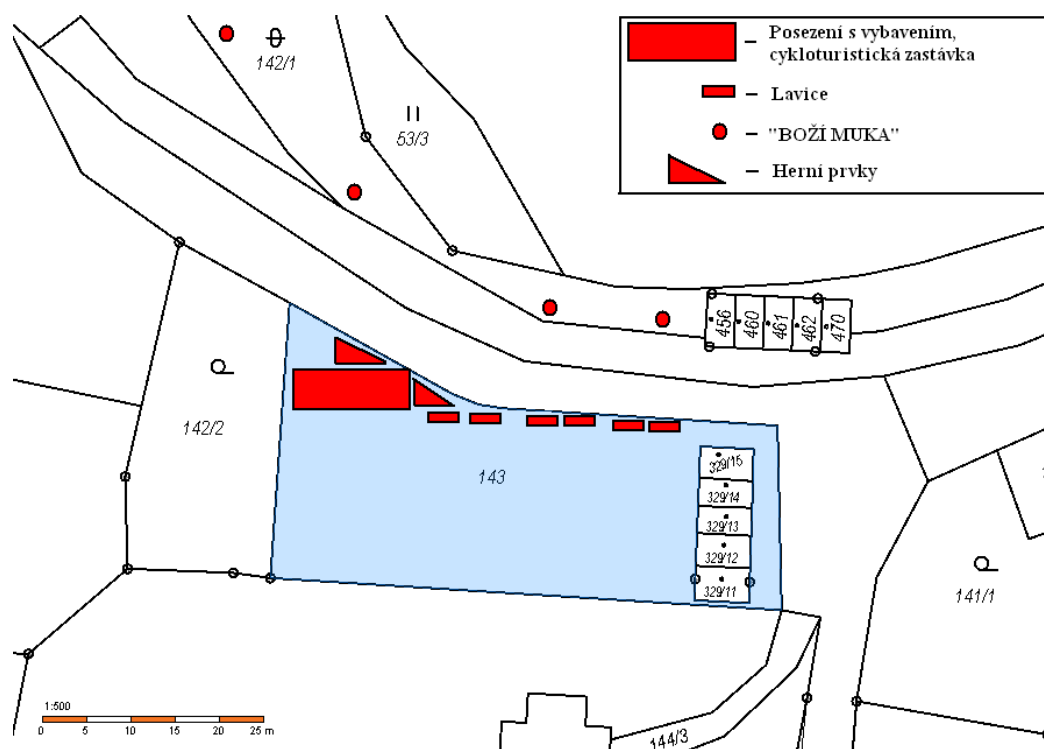 Posezení s vybavením,
cykloturistická zastávka
Lavice
"BOŽÍ MUKA"
Herní prvky
142/1
53/3
456
460
461
462
470
142/2
143
329/15
329/14
329/13
329/12
329/11
141/1
144/3
1:500
0 5 10 15 20 25 m